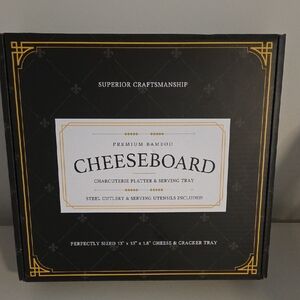 SUPERIOR CRAFTSMANSHIP
PREMIUM BAMBOO
CHEESEBOARD
CHARCUTERIE PLATTER & SERVING TRAY
STEEL CUTLERY & SERVING UTENSILS INCLUDED
PERFECTLY SIZED 13" x 13" x 1.8" CHEESE & CRACKER TRAY